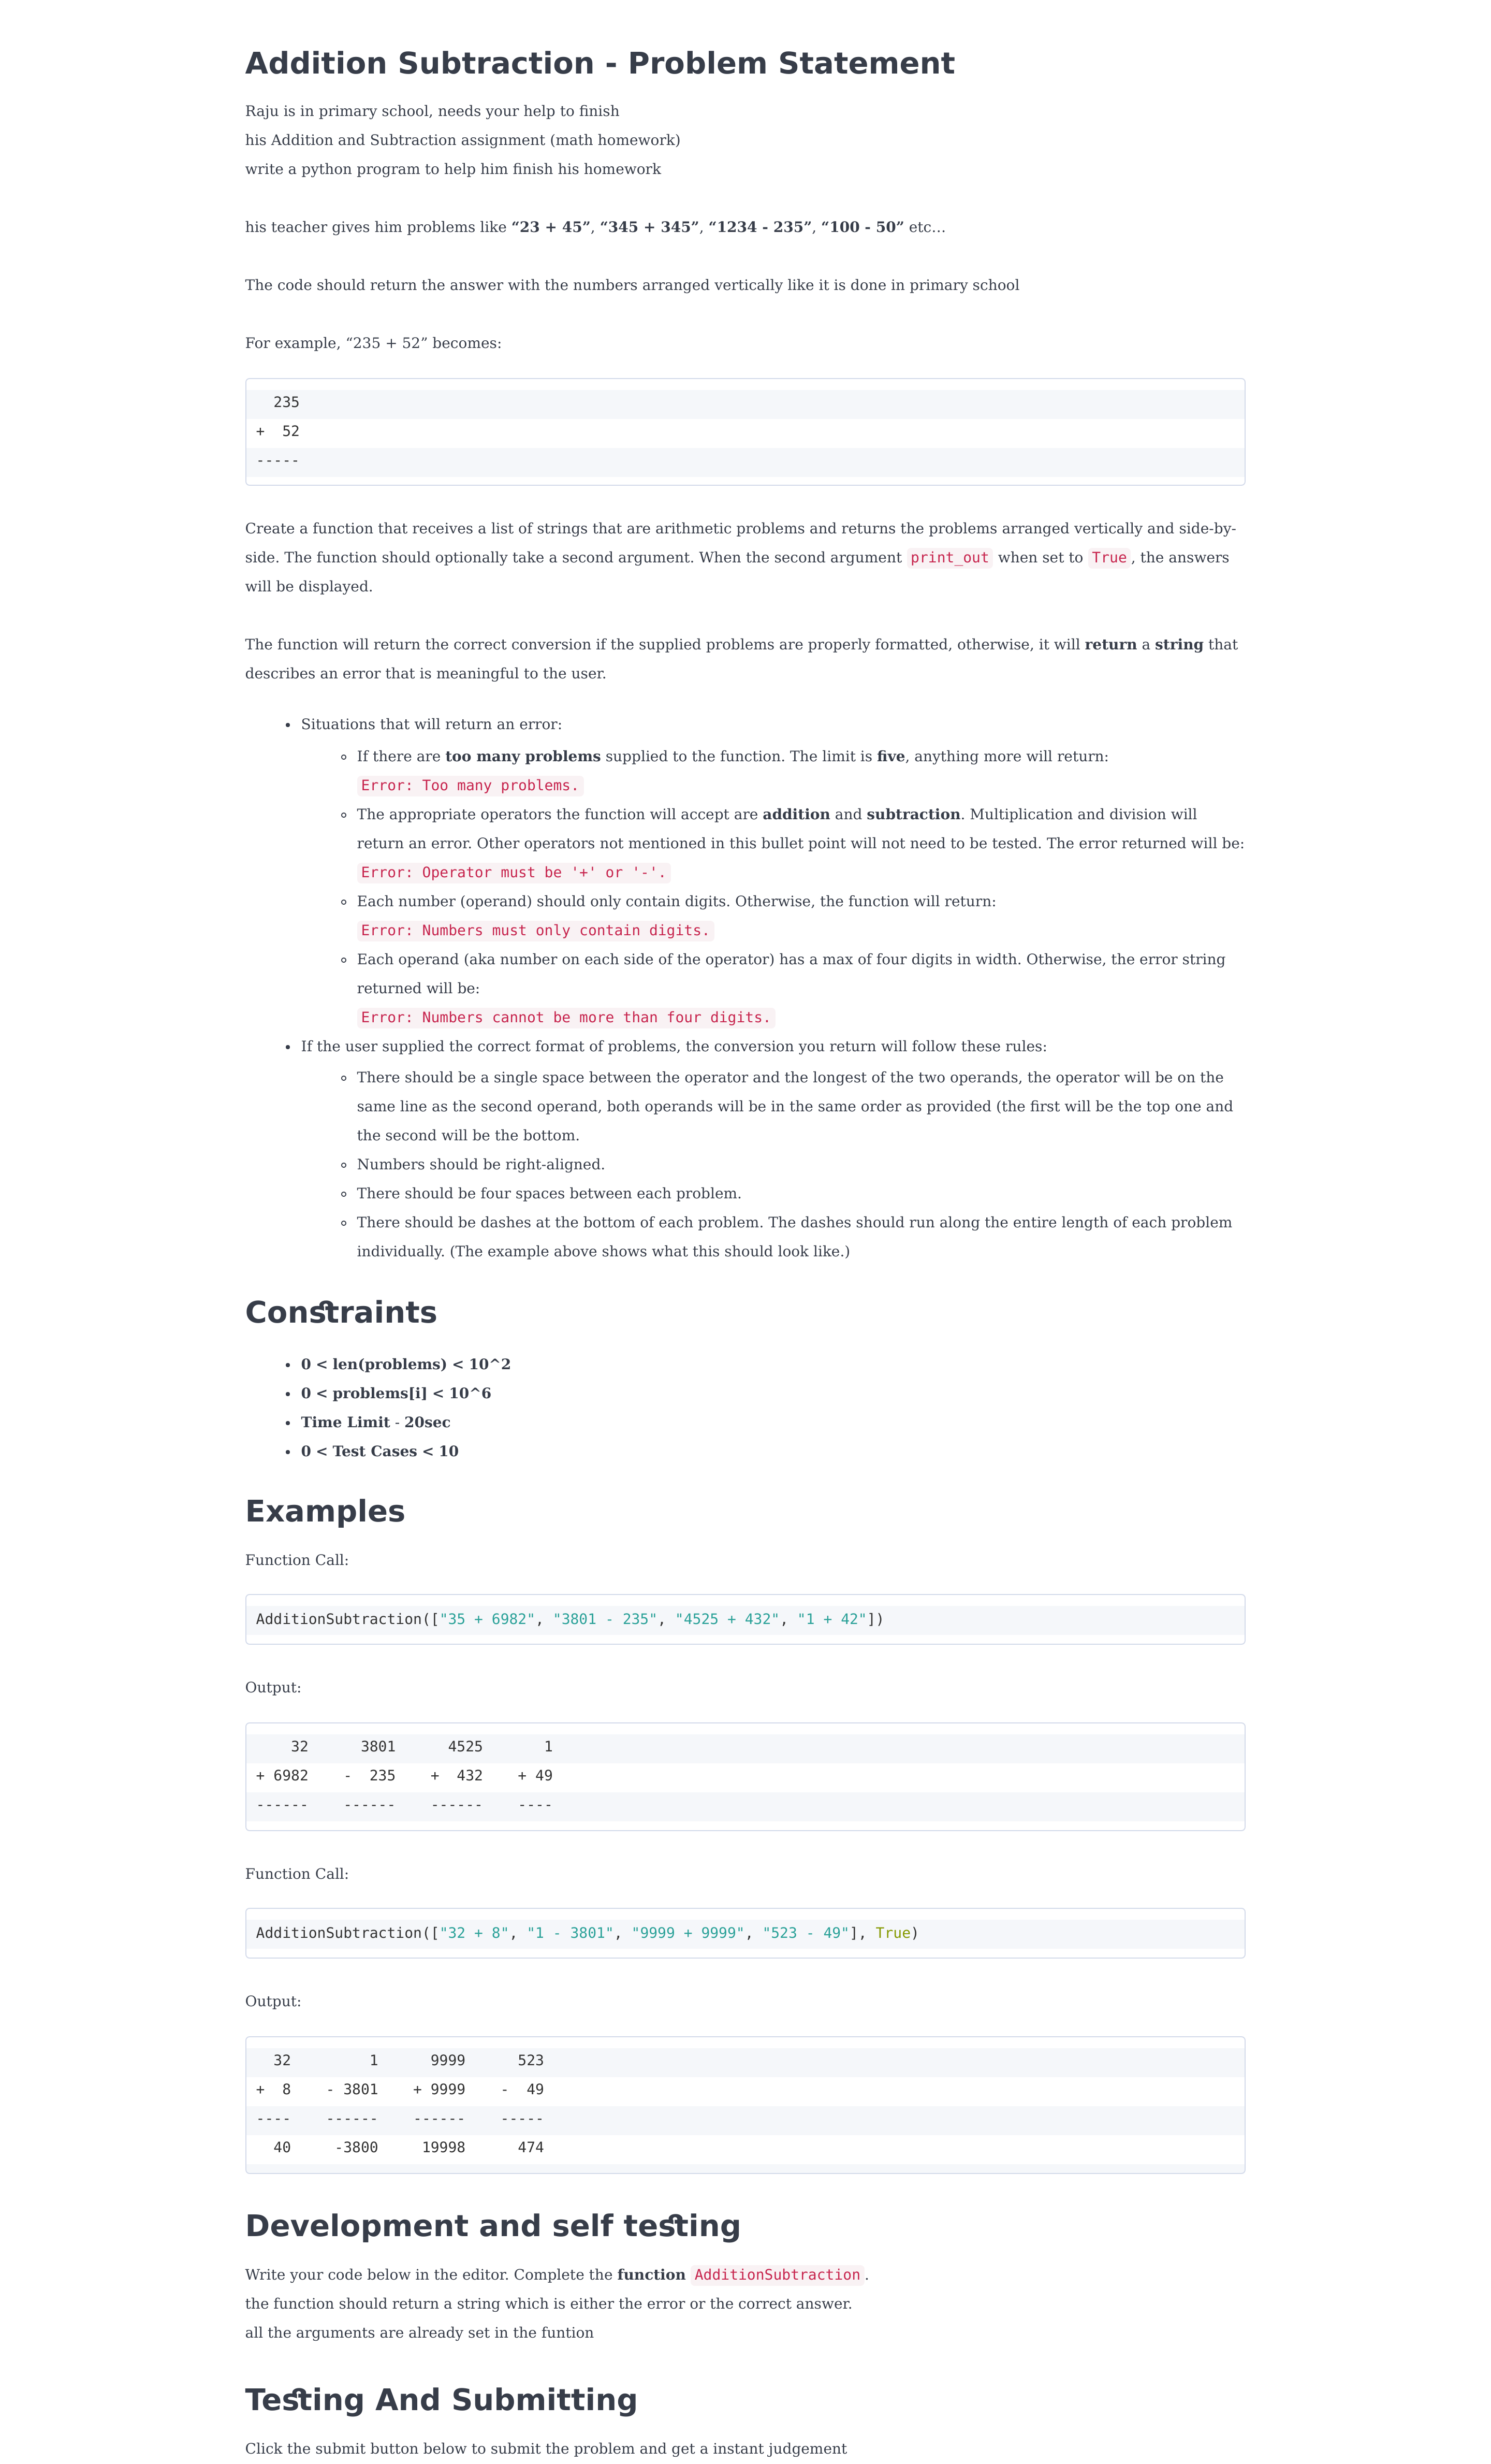 Addition Subtraction - Problem Statement
Raju is in primary school, needs your help to finish
his Addition and Subtraction assignment (math homework)
write a python program to help him finish his homework
his teacher gives him problems like “23 + 45”, “345 + 345”, “1234 - 235”, “100 - 50” etc…
The code should return the answer with the numbers arranged vertically like it is done in primary school
For example, “235 + 52” becomes:
  235
+  52
-----
Create a function that receives a list of strings that are arithmetic problems and returns the problems arranged vertically and side-by-
side. The function should optionally take a second argument. When the second argument print_out when set to True, the answers
will be displayed.
The function will return the correct conversion if the supplied problems are properly formatted, otherwise, it will return a string that
describes an error that is meaningful to the user.
• Situations that will return an error:
◦ If there are too many problems supplied to the function. The limit is five, anything more will return:
Error: Too many problems.
◦ The appropriate operators the function will accept are addition and subtraction. Multiplication and division will
return an error. Other operators not mentioned in this bullet point will not need to be tested. The error returned will be:
Error: Operator must be '+' or '-'.
◦ Each number (operand) should only contain digits. Otherwise, the function will return:
Error: Numbers must only contain digits.
◦ Each operand (aka number on each side of the operator) has a max of four digits in width. Otherwise, the error string
returned will be:
Error: Numbers cannot be more than four digits.
• If the user supplied the correct format of problems, the conversion you return will follow these rules:
◦ There should be a single space between the operator and the longest of the two operands, the operator will be on the
same line as the second operand, both operands will be in the same order as provided (the first will be the top one and
the second will be the bottom.
◦ Numbers should be right-aligned.
◦ There should be four spaces between each problem.
◦ There should be dashes at the bottom of each problem. The dashes should run along the entire length of each problem
individually. (The example above shows what this should look like.)
Constraints
• 0 < len(problems) < 10^2
• 0 < problems[i] < 10^6
• Time Limit - 20sec
• 0 < Test Cases < 10
Examples
Function Call:
AdditionSubtraction(["35 + 6982", "3801 - 235", "4525 + 432", "1 + 42"])
Output:
    32      3801      4525       1
+ 6982    -  235    +  432    + 49
------    ------    ------    ----
Function Call:
AdditionSubtraction(["32 + 8", "1 - 3801", "9999 + 9999", "523 - 49"], True)
Output:
  32         1      9999      523
+  8    - 3801    + 9999    -  49
----    ------    ------    -----
  40     -3800     19998      474
Development and self testing
Write your code below in the editor. Complete the function AdditionSubtraction.
the function should return a string which is either the error or the correct answer.
all the arguments are already set in the funtion
Testing And Submitting
Click the submit button below to submit the problem and get a instant judgement